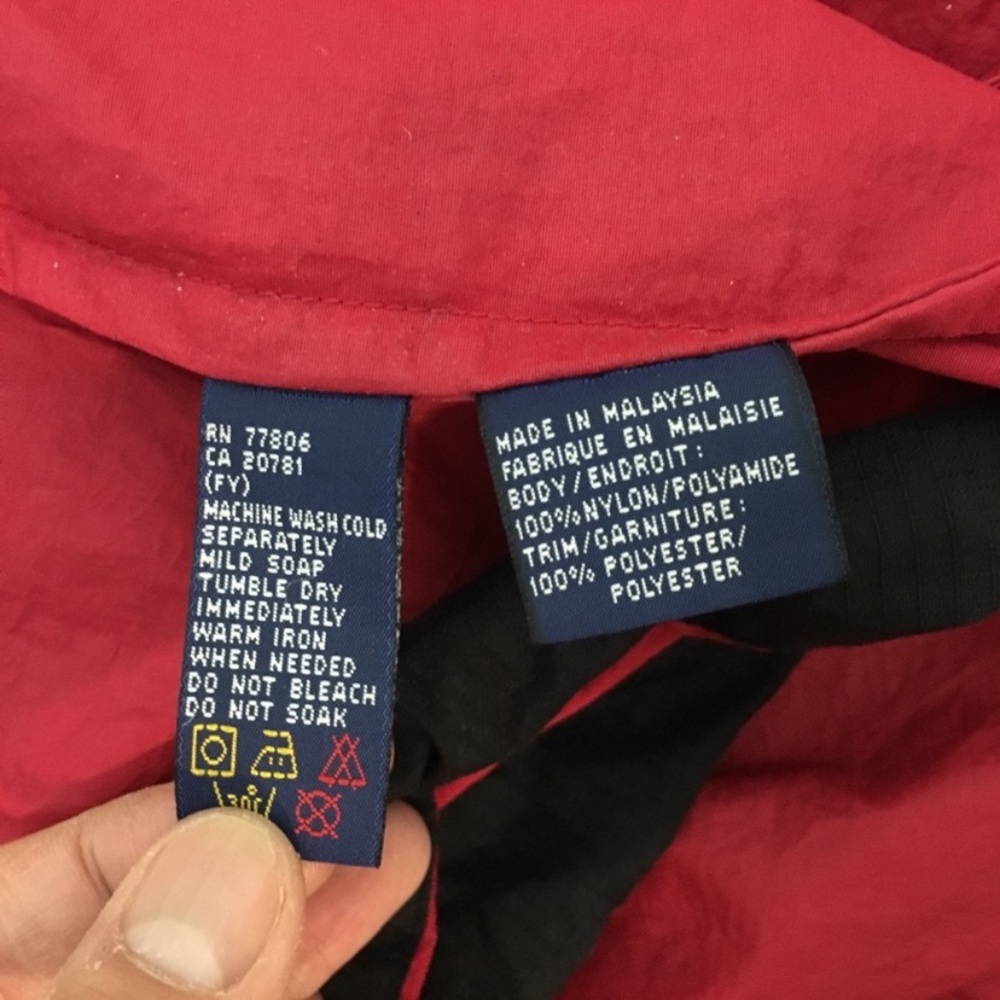 RN 77806
CA 20781
(FY)
MACHINE WASH COLD
SEPARATELY
MILD SOAP
TUMBLE DRY
IMMEDIATELY
WARM IRON
WHEN NEEDED
DO NOT BLEACH
DO NOT SOAK
30°
MADE IN MALAYSIA
FABRIQUE EN MALAISIE
BODY/ENDROIT:
100%NYLON/POLYAMIDE
TRIM/GARNITURE:
100% POLYESTER/
POLYESTER